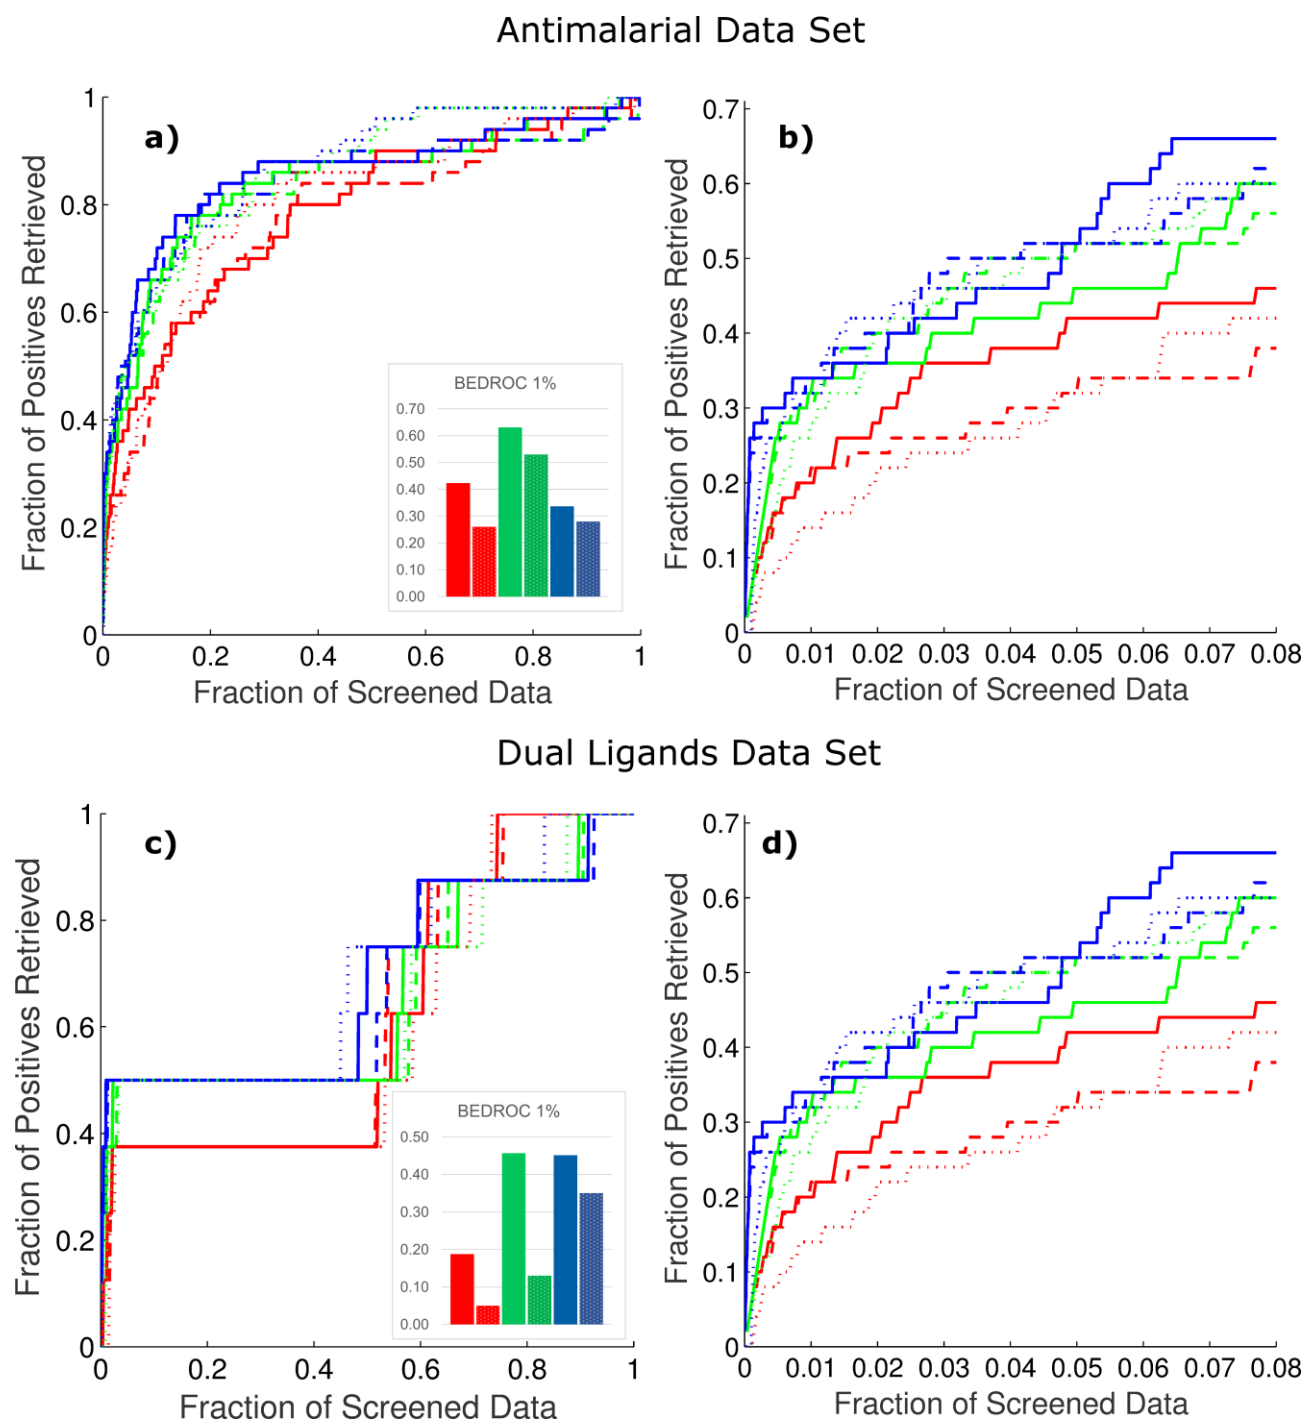 Antimalarial Data Set
a)
1
0.8
0.6
0.4
0.2
0
Fraction of Positives Retrieved
BEDROC 1%
0.70
0.60
0.50
0.40
0.30
0.20
0.10
0.00
0 0.2 0.4 0.6 0.8 1
Fraction of Screened Data
b)
0.7
0.6
0.5
0.4
0.3
0.2
0.1
0
Fraction of Positives Retrieved
0 0.01 0.02 0.03 0.04 0.05 0.06 0.07 0.08
Fraction of Screened Data
Dual Ligands Data Set
c)
1
0.8
0.6
0.4
0.2
0
Fraction of Positives Retrieved
BEDROC 1%
0.50
0.40
0.30
0.20
0.10
0.00
0 0.2 0.4 0.6 0.8 1
Fraction of Screened Data
d)
0.7
0.6
0.5
0.4
0.3
0.2
0.1
0
Fraction of Positives Retrieved
0 0.01 0.02 0.03 0.04 0.05 0.06 0.07 0.08
Fraction of Screened Data